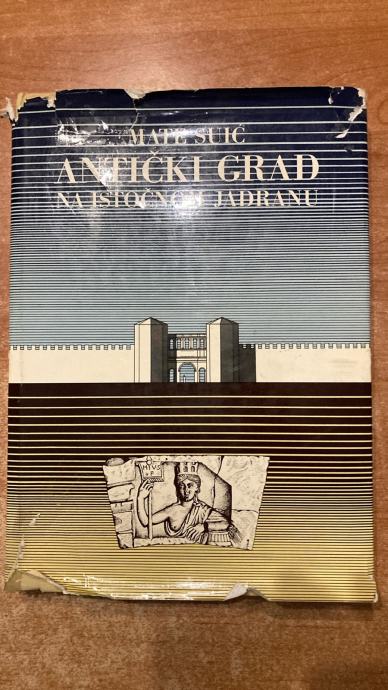 MATE SUIĆ
ANTIČKI GRAD
NA ISTOČNOM JADRANU